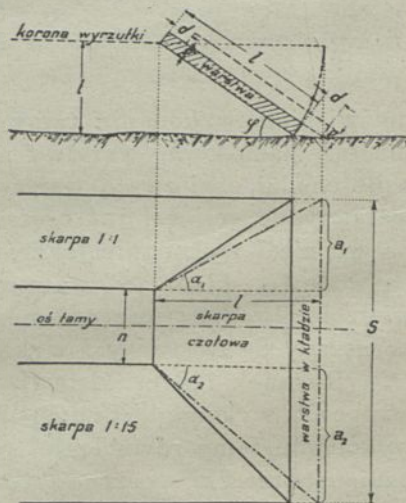 korona wyrzutki
d
l
d
warstwa
l
φ
skarpa 1:1
α₁
a₁
oś tamy
n
l
skarpa
czołowa
warstwa w kładzie
S
α₂
a₂
skarpa 1:15